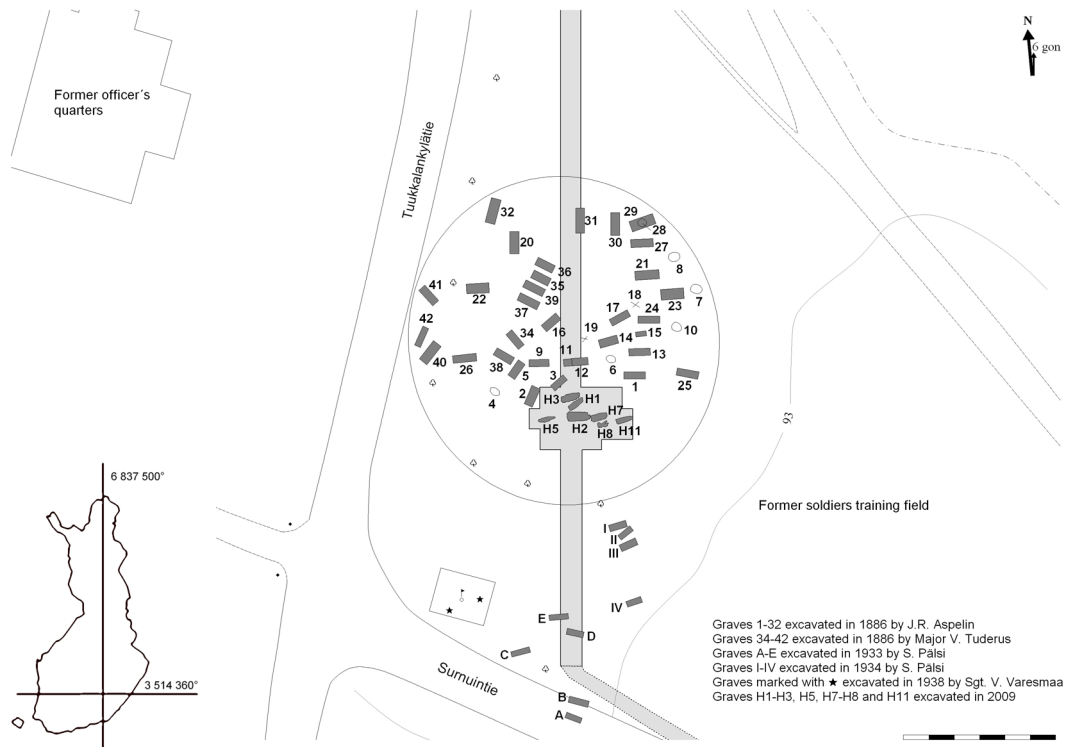 N
6 gon
Former officer´s
quarters
Tuukkalankylätie
32
31
29
28
30
27
20
36
21
8
35
41
22
39
18
23
7
37
17
24
42
34
16
19
15
10
9
11
14
13
40
26
38
5
3
12
6
1
25
4
2
H3
H1
H7
H5
H2
H8
H11
93
6 837 500°
Former soldiers training field
I
II
III
IV
E
D
C
3 514 360°
Surnuintie
B
A
Graves 1-32 excavated in 1886 by J.R. Aspelin
Graves 34-42 excavated in 1886 by Major V. Tuderus
Graves A-E excavated in 1933 by S. Pälsi
Graves I-IV excavated in 1934 by S. Pälsi
Graves marked with ★ excavated in 1938 by Sgt. V. Varesmaa
Graves H1-H3, H5, H7-H8 and H11 excavated in 2009